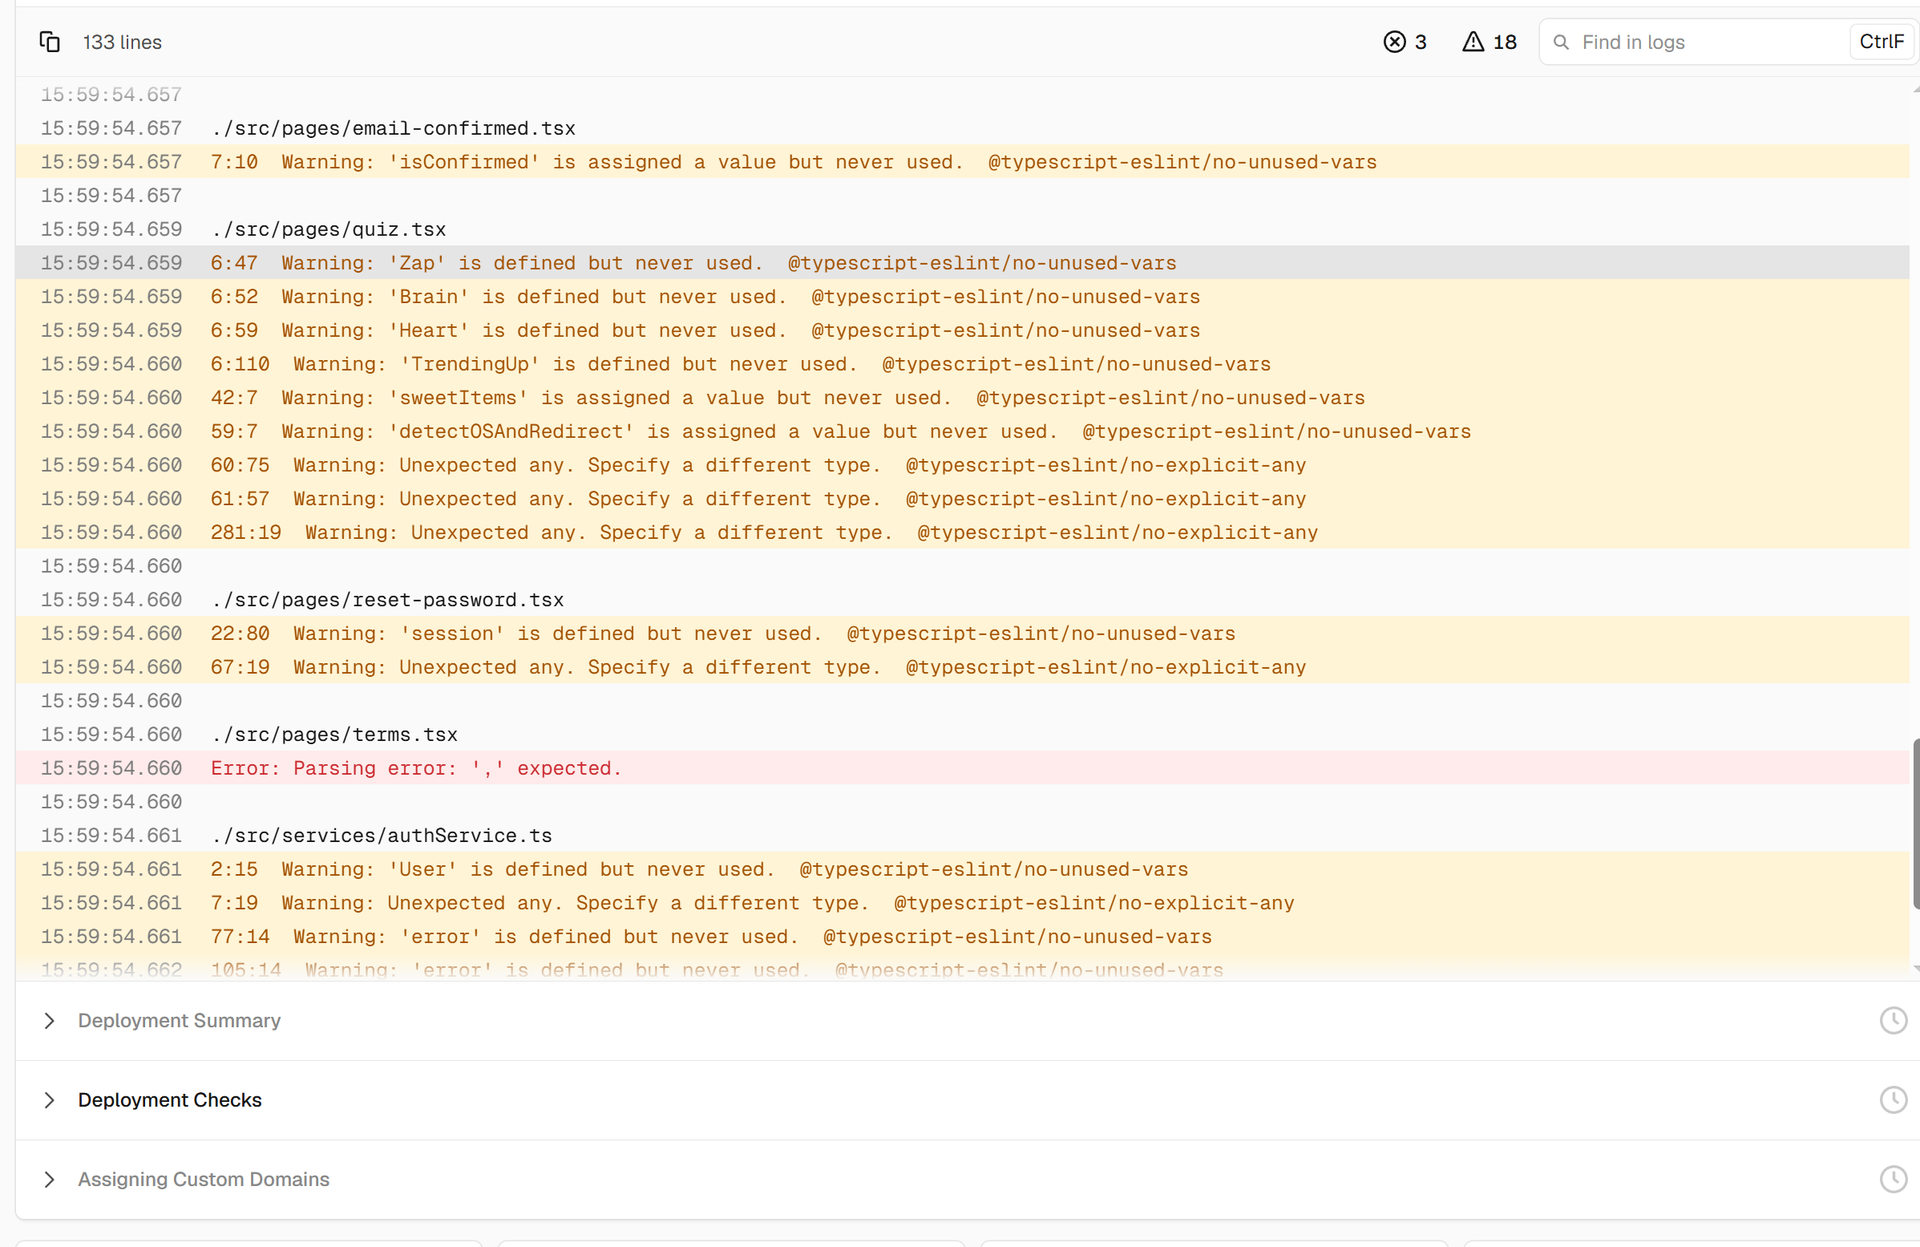 133 lines
3
18
Find in logs
CtrlF
15:59:54.657
15:59:54.657 ./src/pages/email-confirmed.tsx
15:59:54.657 7:10 Warning: 'isConfirmed' is assigned a value but never used. @typescript-eslint/no-unused-vars
15:59:54.657
15:59:54.659 ./src/pages/quiz.tsx
15:59:54.659 6:47 Warning: 'Zap' is defined but never used. @typescript-eslint/no-unused-vars
15:59:54.659 6:52 Warning: 'Brain' is defined but never used. @typescript-eslint/no-unused-vars
15:59:54.659 6:59 Warning: 'Heart' is defined but never used. @typescript-eslint/no-unused-vars
15:59:54.660 6:110 Warning: 'TrendingUp' is defined but never used. @typescript-eslint/no-unused-vars
15:59:54.660 42:7 Warning: 'sweetItems' is assigned a value but never used. @typescript-eslint/no-unused-vars
15:59:54.660 59:7 Warning: 'detectOSAndRedirect' is assigned a value but never used. @typescript-eslint/no-unused-vars
15:59:54.660 60:75 Warning: Unexpected any. Specify a different type. @typescript-eslint/no-explicit-any
15:59:54.660 61:57 Warning: Unexpected any. Specify a different type. @typescript-eslint/no-explicit-any
15:59:54.660 281:19 Warning: Unexpected any. Specify a different type. @typescript-eslint/no-explicit-any
15:59:54.660
15:59:54.660 ./src/pages/reset-password.tsx
15:59:54.660 22:80 Warning: 'session' is defined but never used. @typescript-eslint/no-unused-vars
15:59:54.660 67:19 Warning: Unexpected any. Specify a different type. @typescript-eslint/no-explicit-any
15:59:54.660
15:59:54.660 ./src/pages/terms.tsx
15:59:54.660 Error: Parsing error: ',' expected.
15:59:54.660
15:59:54.661 ./src/services/authService.ts
15:59:54.661 2:15 Warning: 'User' is defined but never used. @typescript-eslint/no-unused-vars
15:59:54.661 7:19 Warning: Unexpected any. Specify a different type. @typescript-eslint/no-explicit-any
15:59:54.661 77:14 Warning: 'error' is defined but never used. @typescript-eslint/no-unused-vars
15:59:54.662 105:14 Warning: 'error' is defined but never used. @typescript-eslint/no-unused-vars
Deployment Summary
Deployment Checks
Assigning Custom Domains